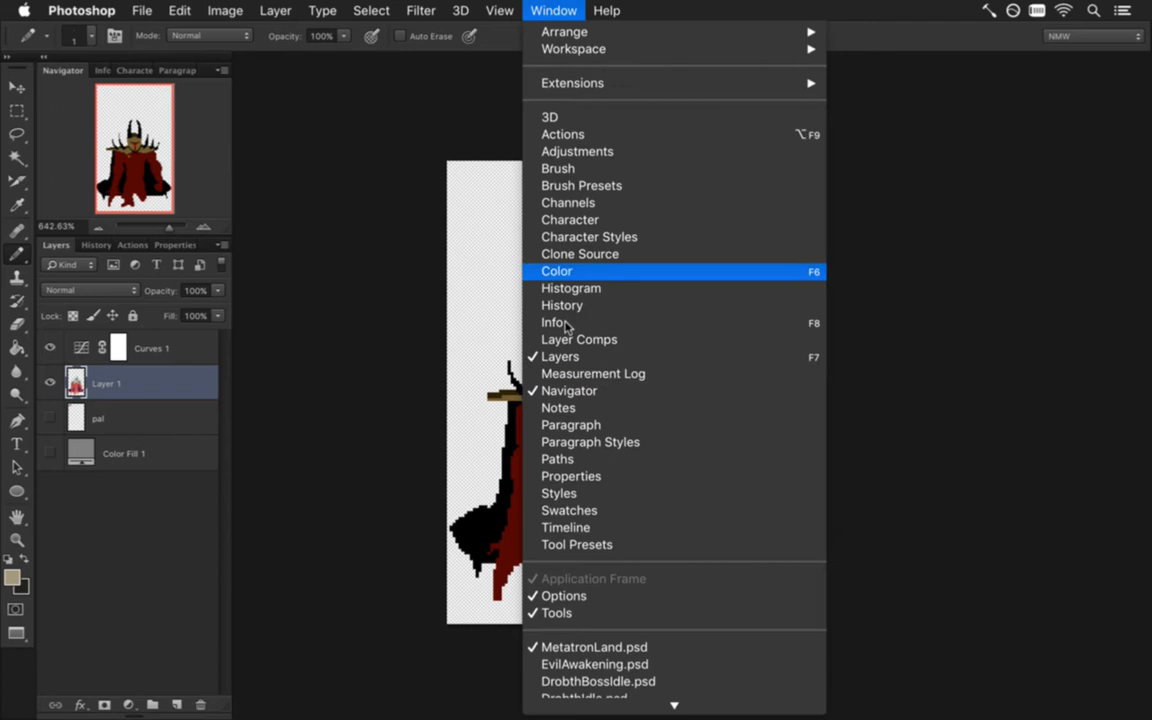 Photoshop File Edit Image Layer Type Select Filter 3D View Window Help
1 Mode: Normal Opacity: 100% Auto Erase NMW
Navigator Info Characte Paragrap
642.63%
Layers History Actions Properties
Kind T
Normal Opacity: 100%
Lock: Fill: 100%
Curves 1
Layer 1
pal
Color Fill 1
fx
Arrange
Workspace
Extensions
3D
Actions ⌥F9
Adjustments
Brush
Brush Presets
Channels
Character
Character Styles
Clone Source
Color F6
Histogram
History
Info F8
Layer Comps
✓ Layers F7
Measurement Log
✓ Navigator
Notes
Paragraph
Paragraph Styles
Paths
Properties
Styles
Swatches
Timeline
Tool Presets
✓ Application Frame
✓ Options
✓ Tools
✓ MetatronLand.psd
EvilAwakening.psd
DrobthBossIdle.psd
DrobthIdle.psd